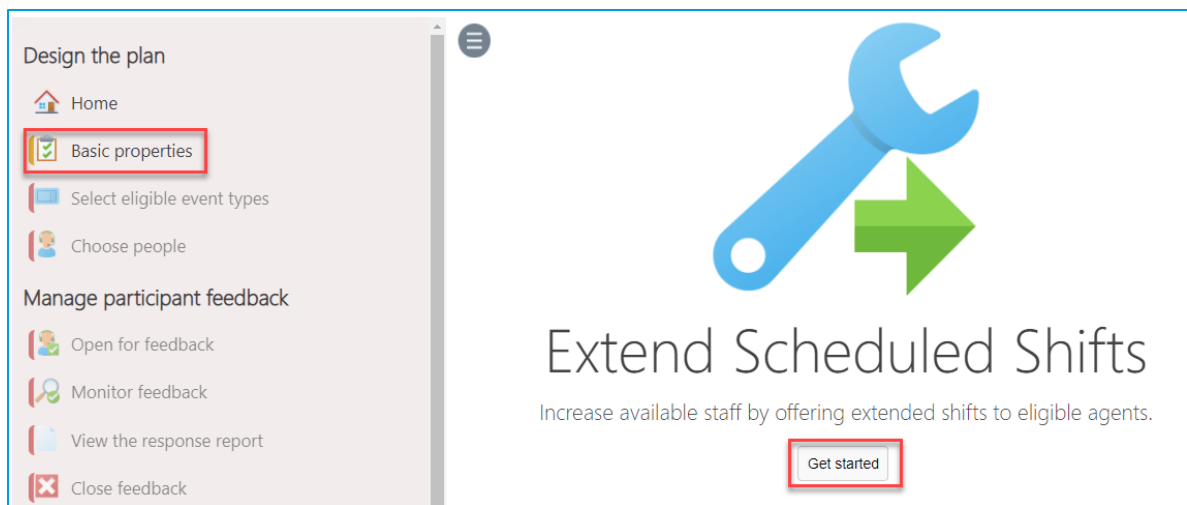 Design the plan
Home
Basic properties
Select eligible event types
Choose people
Manage participant feedback
Open for feedback
Monitor feedback
View the response report
Close feedback
Extend Scheduled Shifts
Increase available staff by offering extended shifts to eligible agents.
Get started